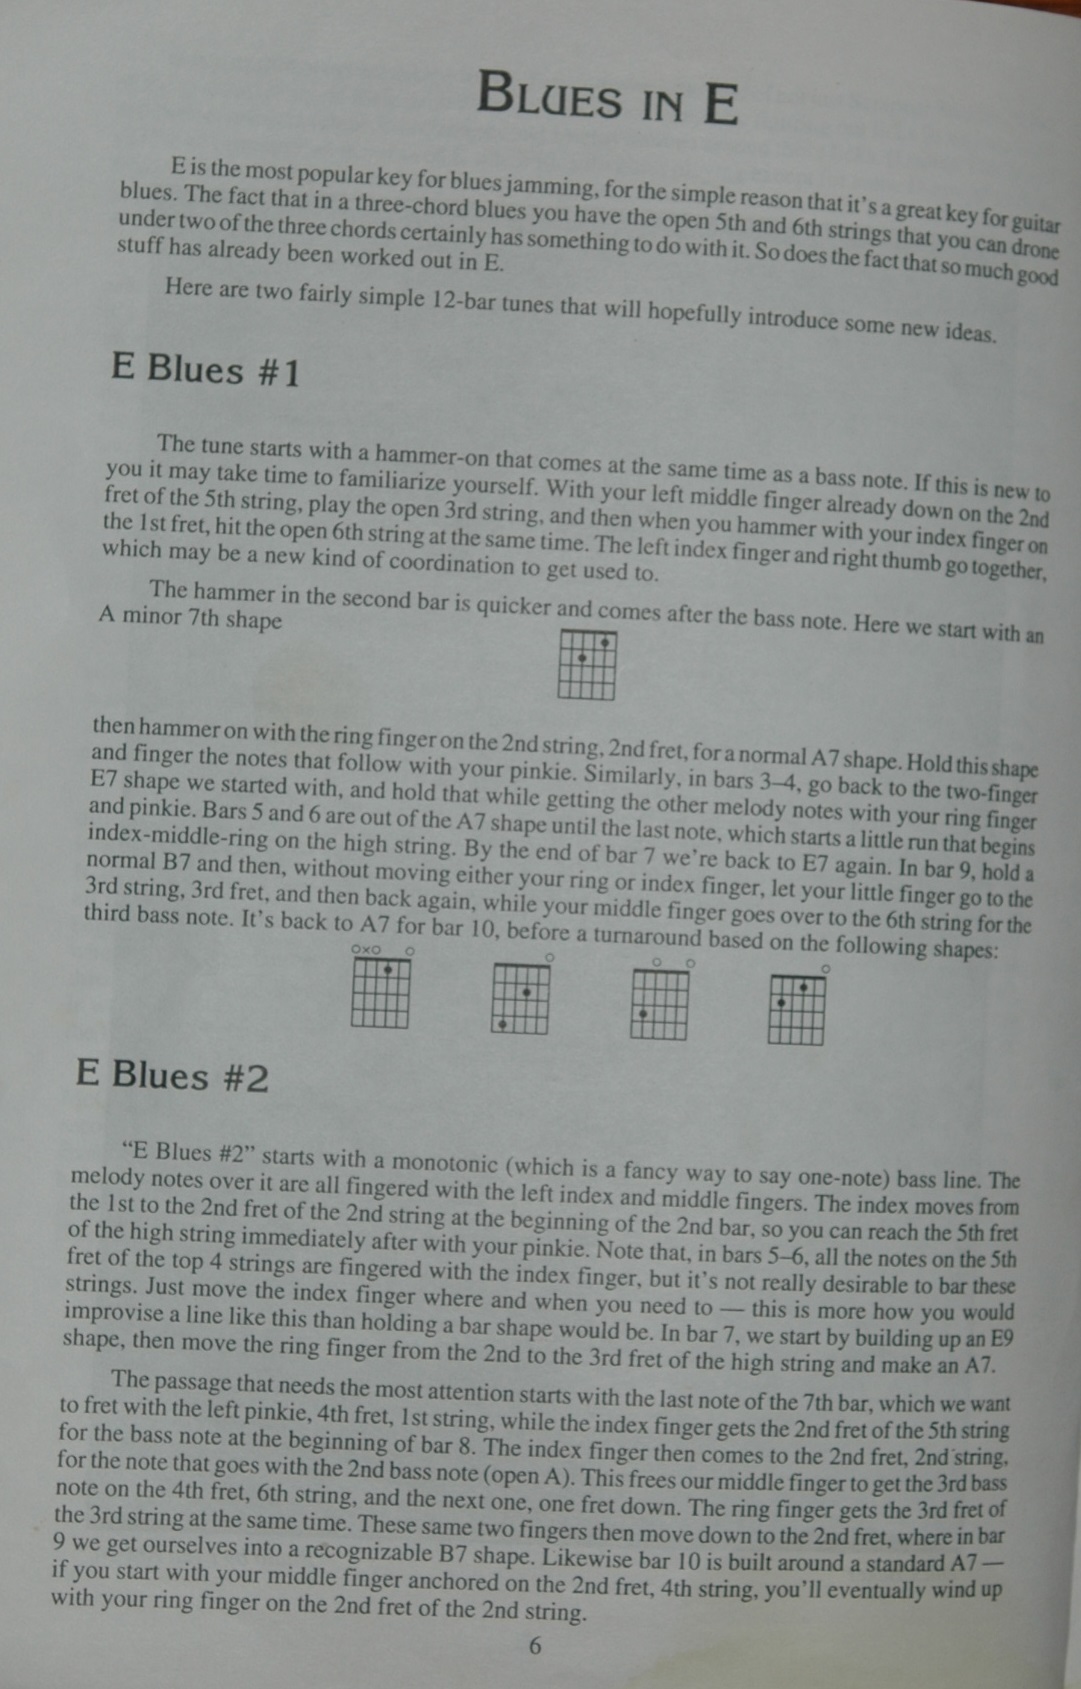 BLUES IN E
E is the most popular key for blues jamming, for the simple reason that it's a great key for guitar
blues. The fact that in a three-chord blues you have the open 5th and 6th strings that you can drone
under two of the three chords certainly has something to do with it. So does the fact that so much good
stuff has already been worked out in E.
Here are two fairly simple 12-bar tunes that will hopefully introduce some new ideas.
E Blues #1
The tune starts with a hammer-on that comes at the same time as a bass note. If this is new to
you it may take time to familiarize yourself. With your left middle finger already down on the 2nd
fret of the 5th string, play the open 3rd string, and then when you hammer with your index finger on
the 1st fret, hit the open 6th string at the same time. The left index finger and right thumb go together,
which may be a new kind of coordination to get used to.
The hammer in the second bar is quicker and comes after the bass note. Here we start with an
A minor 7th shape
then hammer on with the ring finger on the 2nd string, 2nd fret, for a normal A7 shape. Hold this shape
and finger the notes that follow with your pinkie. Similarly, in bars 3–4, go back to the two-finger
E7 shape we started with, and hold that while getting the other melody notes with your ring finger
and pinkie. Bars 5 and 6 are out of the A7 shape until the last note, which starts a little run that begins
index-middle-ring on the high string. By the end of bar 7 we're back to E7 again. In bar 9, hold a
normal B7 and then, without moving either your ring or index finger, let your little finger go to the
3rd string, 3rd fret, and then back again, while your middle finger goes over to the 6th string for the
third bass note. It's back to A7 for bar 10, before a turnaround based on the following shapes:
o x o o o o o o
E Blues #2
“E Blues #2” starts with a monotonic (which is a fancy way to say one-note) bass line. The
melody notes over it are all fingered with the left index and middle fingers. The index moves from
the 1st to the 2nd fret of the 2nd string at the beginning of the 2nd bar, so you can reach the 5th fret
of the high string immediately after with your pinkie. Note that, in bars 5–6, all the notes on the 5th
fret of the top 4 strings are fingered with the index finger, but it's not really desirable to bar these
strings. Just move the index finger where and when you need to — this is more how you would
improvise a line like this than holding a bar shape would be. In bar 7, we start by building up an E9
shape, then move the ring finger from the 2nd to the 3rd fret of the high string and make an A7.
The passage that needs the most attention starts with the last note of the 7th bar, which we want
to fret with the left pinkie, 4th fret, 1st string, while the index finger gets the 2nd fret of the 5th string
for the bass note at the beginning of bar 8. The index finger then comes to the 2nd fret, 2nd string,
for the note that goes with the 2nd bass note (open A). This frees our middle finger to get the 3rd bass
note on the 4th fret, 6th string, and the next one, one fret down. The ring finger gets the 3rd fret of
the 3rd string at the same time. These same two fingers then move down to the 2nd fret, where in bar
9 we get ourselves into a recognizable B7 shape. Likewise bar 10 is built around a standard A7 —
if you start with your middle finger anchored on the 2nd fret, 4th string, you'll eventually wind up
with your ring finger on the 2nd fret of the 2nd string.
6